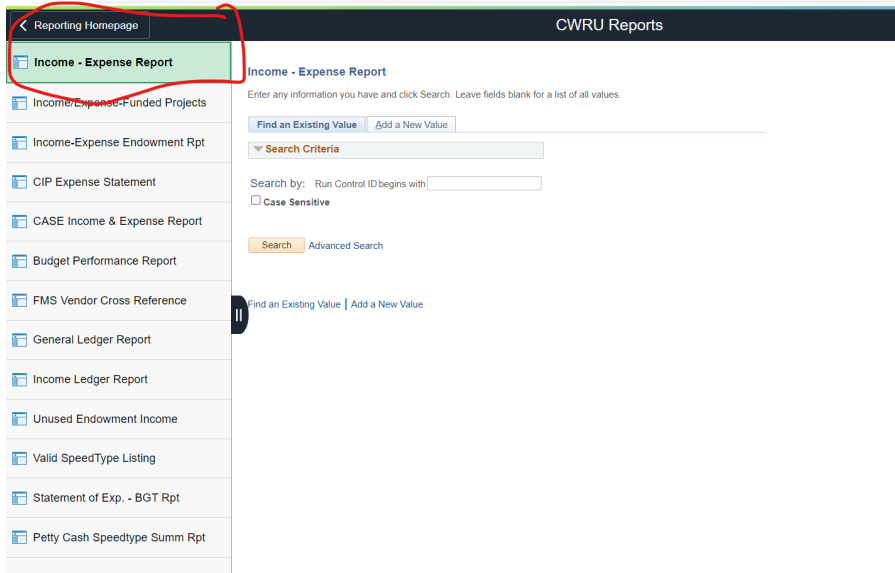 Reporting Homepage
CWRU Reports
Income - Expense Report
Income/Expense-Funded Projects
Income-Expense Endowment Rpt
CIP Expense Statement
CASE Income & Expense Report
Budget Performance Report
FMS Vendor Cross Reference
General Ledger Report
Income Ledger Report
Unused Endowment Income
Valid SpeedType Listing
Statement of Exp. - BGT Rpt
Petty Cash Speedtype Summ Rpt
Income - Expense Report
Enter any information you have and click Search. Leave fields blank for a list of all values.
Find an Existing Value Add a New Value
Search Criteria
Search by: Run Control ID begins with
Case Sensitive
Search Advanced Search
Find an Existing Value | Add a New Value